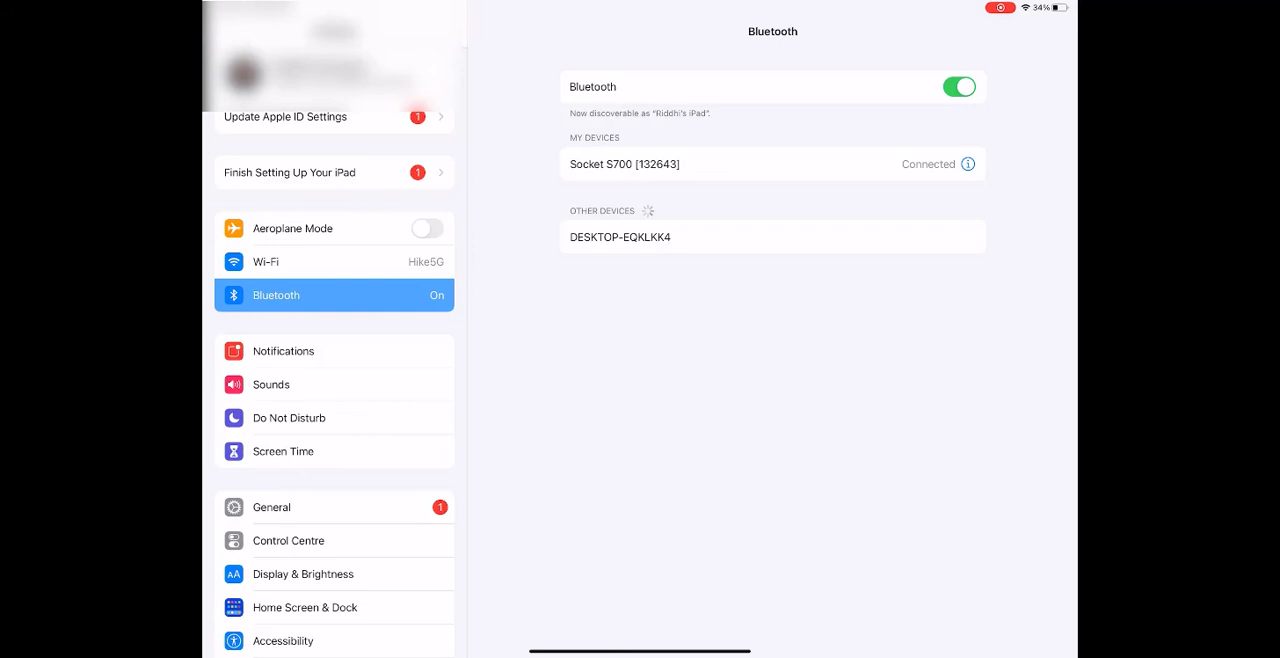 34%
Update Apple ID Settings 1
Finish Setting Up Your iPad 1
Aeroplane Mode
Wi-Fi Hike5G
Bluetooth On
Notifications
Sounds
Do Not Disturb
Screen Time
General 1
Control Centre
AA Display & Brightness
Home Screen & Dock
Accessibility
Bluetooth
Bluetooth
Now discoverable as “Riddhi’s iPad”.
MY DEVICES
Socket S700 [132643] Connected i
OTHER DEVICES
DESKTOP-EQKLKK4